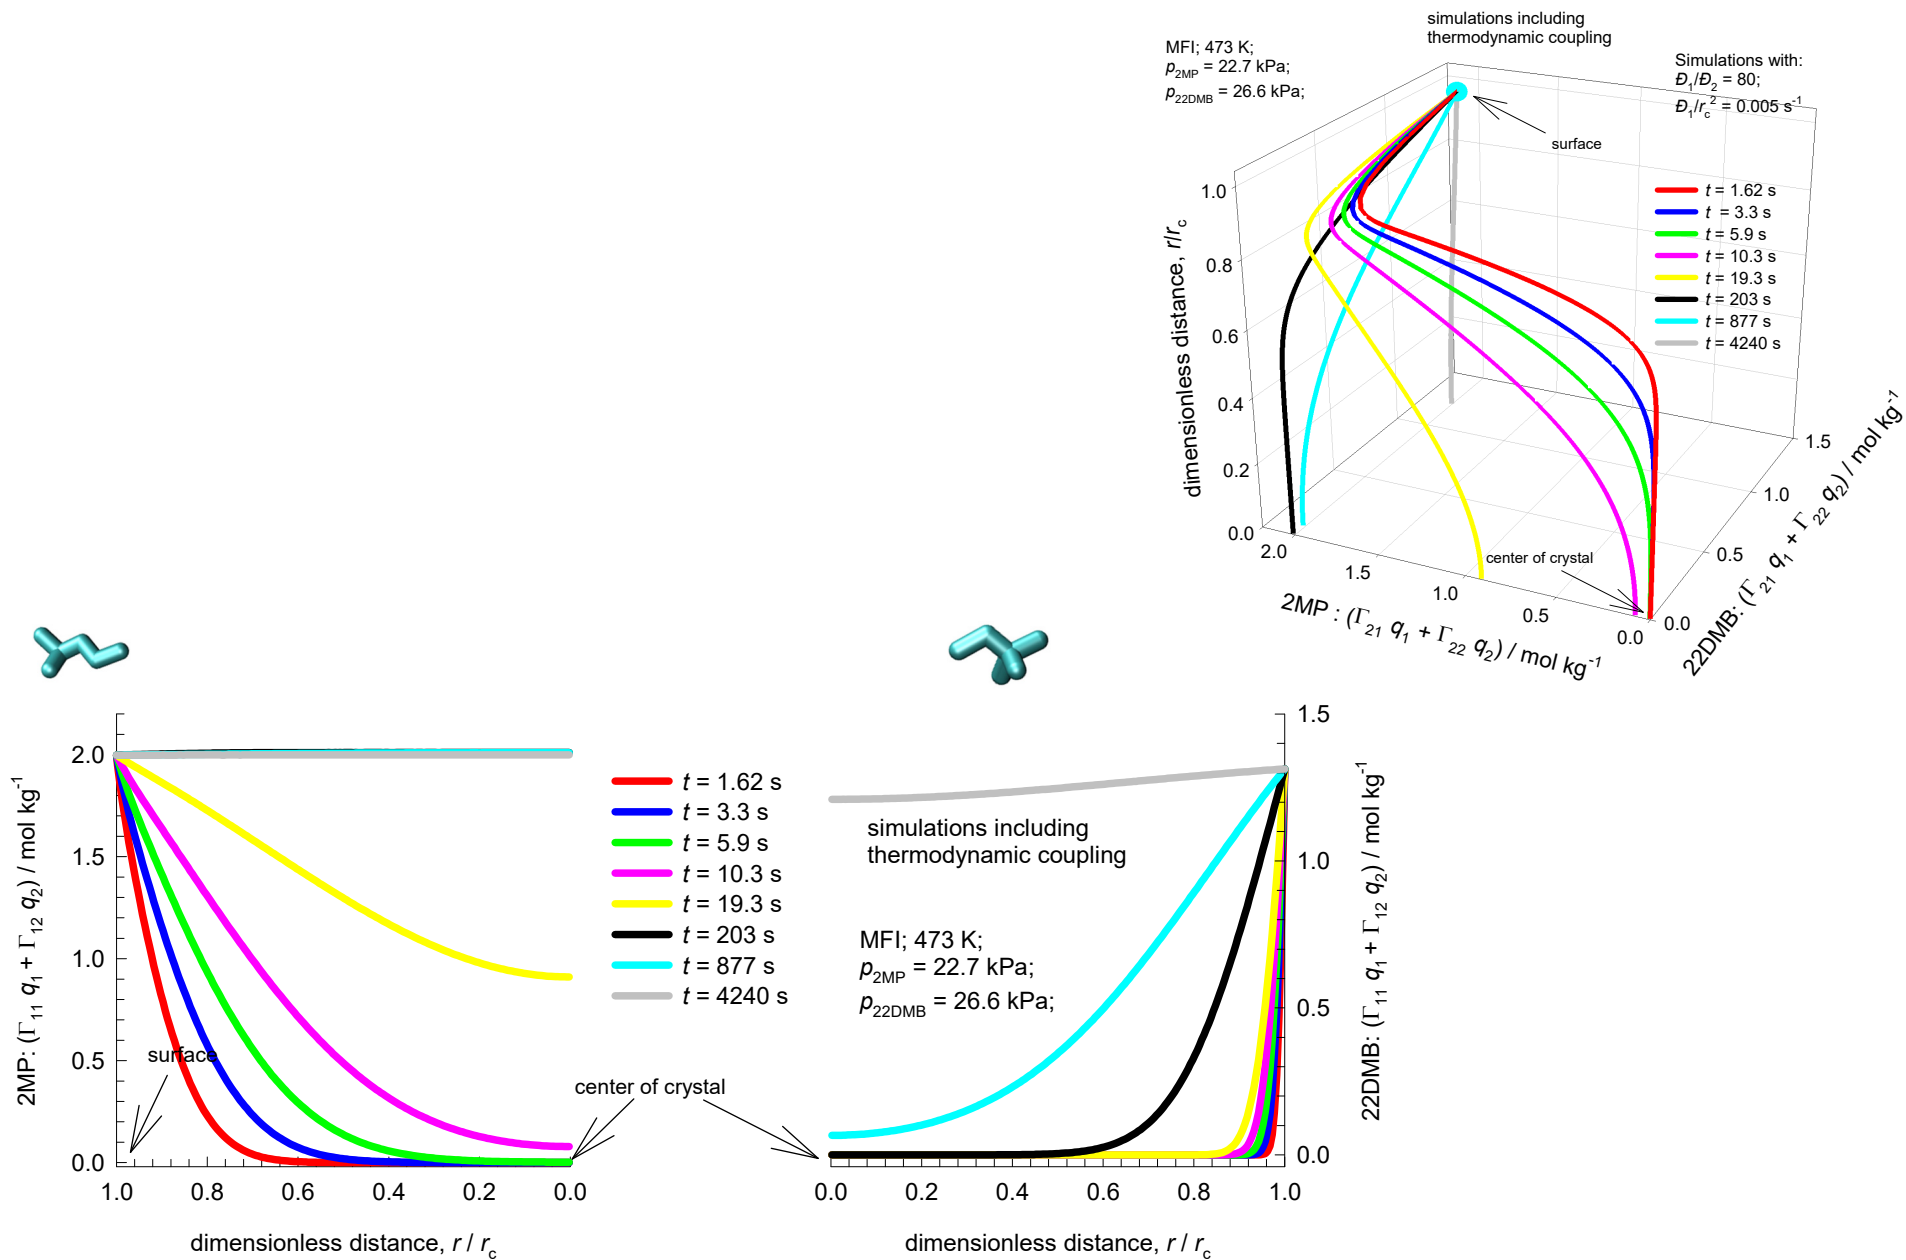 simulations including
thermodynamic coupling
MFI; 473 K;
p2MP = 22.7 kPa;
p22DMB = 26.6 kPa;
Simulations with:
Đ1/Đ2 = 80;
Đ1/rc2 = 0.005 s-1
surface
t = 1.62 s
t = 3.3 s
t = 5.9 s
t = 10.3 s
t = 19.3 s
t = 203 s
t = 877 s
t = 4240 s
dimensionless distance, r/rc
1.0
0.8
0.6
0.4
0.2
0.0
2.0
1.5
1.0
0.5
0.0
center of crystal
2MP : (Γ21 q1 + Γ22 q2) / mol kg-1
0.0
0.5
1.0
1.5
22DMB: (Γ21 q1 + Γ22 q2) / mol kg-1
2MP: (Γ11 q1 + Γ12 q2) / mol kg-1
2.0
1.5
1.0
0.5
0.0
surface
1.0 0.8 0.6 0.4 0.2 0.0
dimensionless distance, r / rc
t = 1.62 s
t = 3.3 s
t = 5.9 s
t = 10.3 s
t = 19.3 s
t = 203 s
t = 877 s
t = 4240 s
center of crystal
simulations including
thermodynamic coupling
MFI; 473 K;
p2MP = 22.7 kPa;
p22DMB = 26.6 kPa;
0.0 0.2 0.4 0.6 0.8 1.0
dimensionless distance, r / rc
1.5
1.0
0.5
0.0
22DMB: (Γ11 q1 + Γ12 q2) / mol kg-1